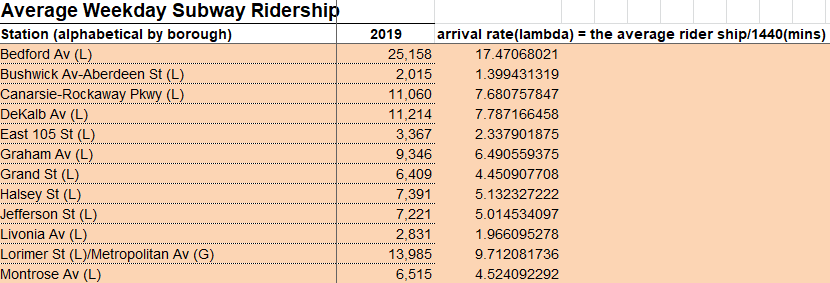 Average Weekday Subway Ridership
Station (alphabetical by borough) 2019 arrival rate(lambda) = the average rider ship/1440(mins)
Bedford Av (L) 25,158 17.47068021
Bushwick Av-Aberdeen St (L) 2,015 1.399431319
Canarsie-Rockaway Pkwy (L) 11,060 7.680757847
DeKalb Av (L) 11,214 7.787166458
East 105 St (L) 3,367 2.337901875
Graham Av (L) 9,346 6.490559375
Grand St (L) 6,409 4.450907708
Halsey St (L) 7,391 5.132327222
Jefferson St (L) 7,221 5.014534097
Livonia Av (L) 2,831 1.966095278
Lorimer St (L)/Metropolitan Av (G) 13,985 9.712081736
Montrose Av (L) 6,515 4.524092292